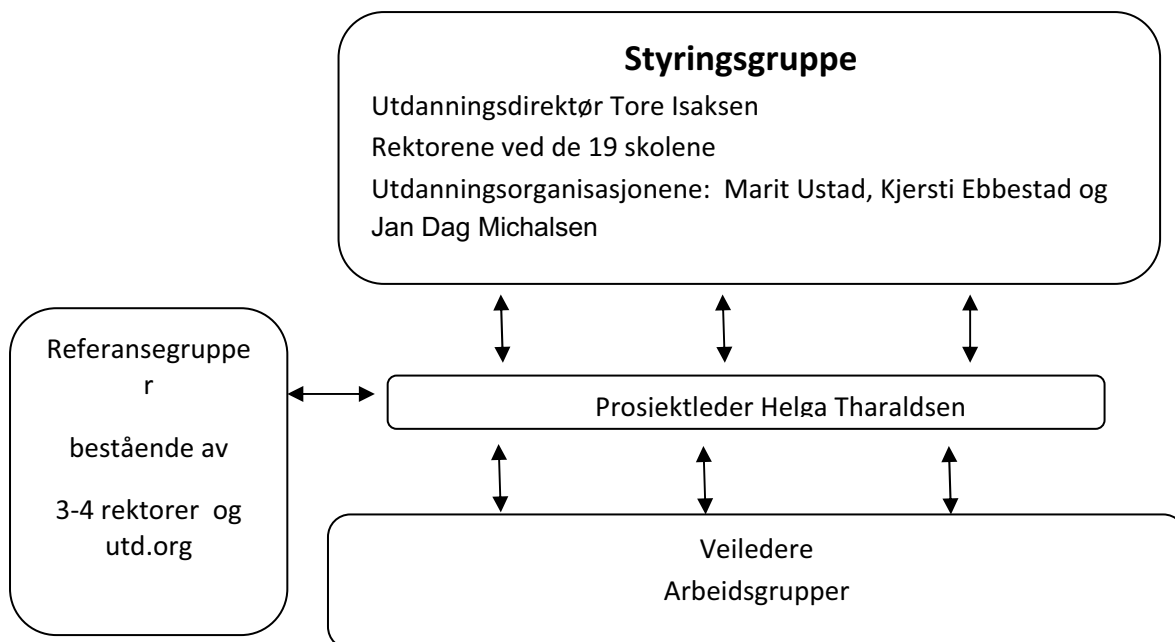 Styringsgruppe
Utdanningsdirektør Tore Isaksen
Rektorene ved de 19 skolene
Utdanningsorganisasjonene:  Marit Ustad, Kjersti Ebbestad og
Jan Dag Michalsen
Referansegruppe
r
bestående av
3-4 rektorer  og
utd.org
Prosjektleder Helga Tharaldsen
Veiledere
Arbeidsgrupper